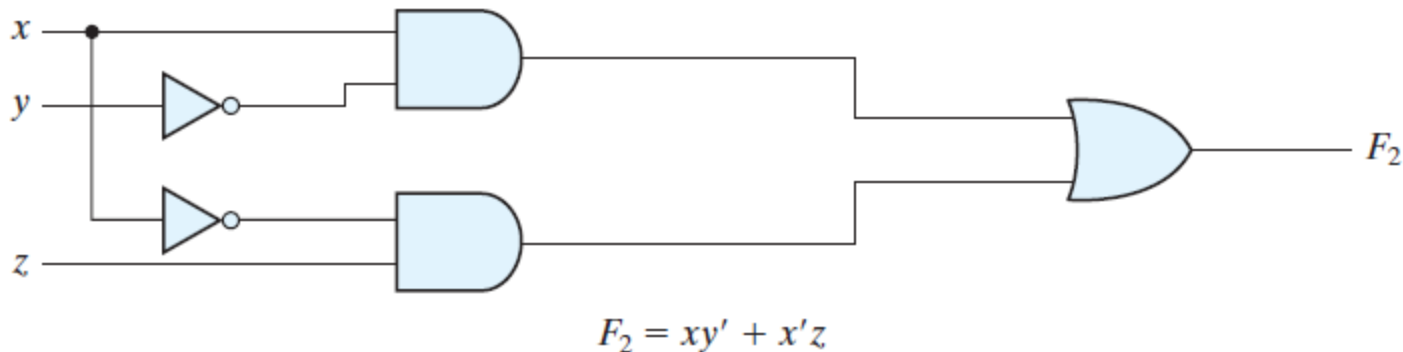 x
y
z
F₂
F₂ = xy′ + x′z